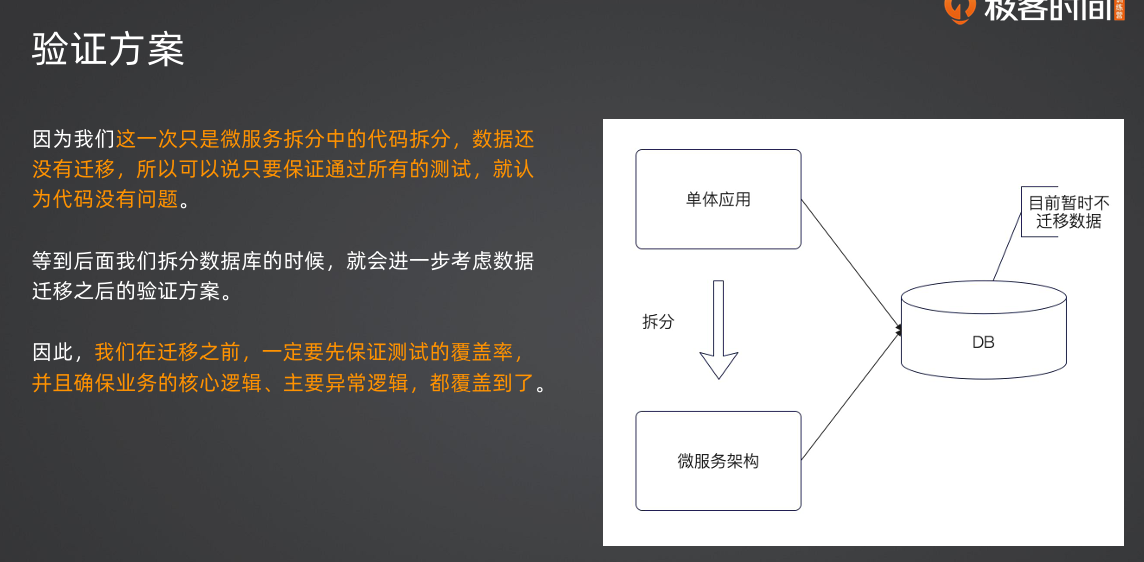 极客时间
训练营
验证方案
因为我们这一次只是微服务拆分中的代码拆分，数据还
没有迁移，所以可以说只要保证通过所有的测试，就认
为代码没有问题。
等到后面我们拆分数据库的时候，就会进一步考虑数据
迁移之后的验证方案。
因此，我们在迁移之前，一定要先保证测试的覆盖率，
并且确保业务的核心逻辑、主要异常逻辑，都覆盖到了。
单体应用
目前暂时不
迁移数据
拆分
DB
微服务架构